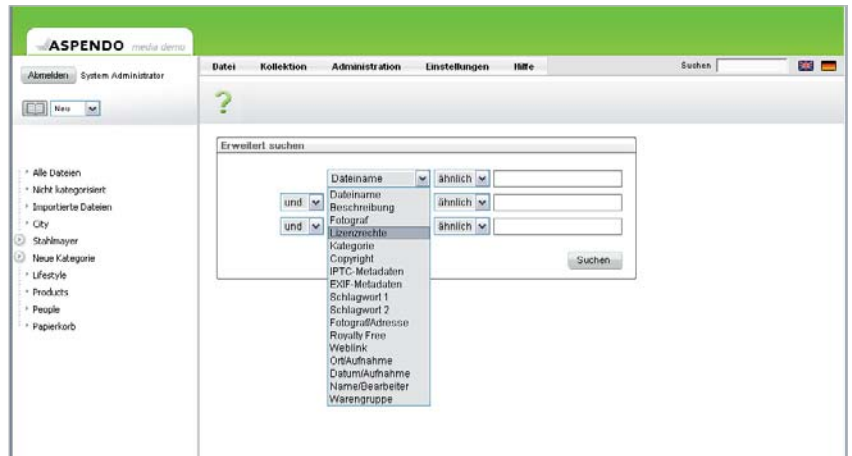 ASPENDO media demo
Abmelden System Administrator
Neu
Datei Kollektion Administration Einstellungen Hilfe Suchen
?
Alle Dateien
Nicht kategorisiert
Importierte Dateien
City
Stahlmayer
Neue Kategorie
Lifestyle
Products
People
Papierkorb
Erweitert suchen
Dateiname ähnlich
und ähnlich
und ähnlich
Dateiname
Beschreibung
Fotograf
Lizenzrechte
Kategorie
Copyright
IPTC-Metadaten
EXIF-Metadaten
Schlagwort 1
Schlagwort 2
Fotograf/Adresse
Royalty Free
Weblink
Ort/Aufnahme
Datum/Aufnahme
Name/Bearbeiter
Warengruppe
Suchen